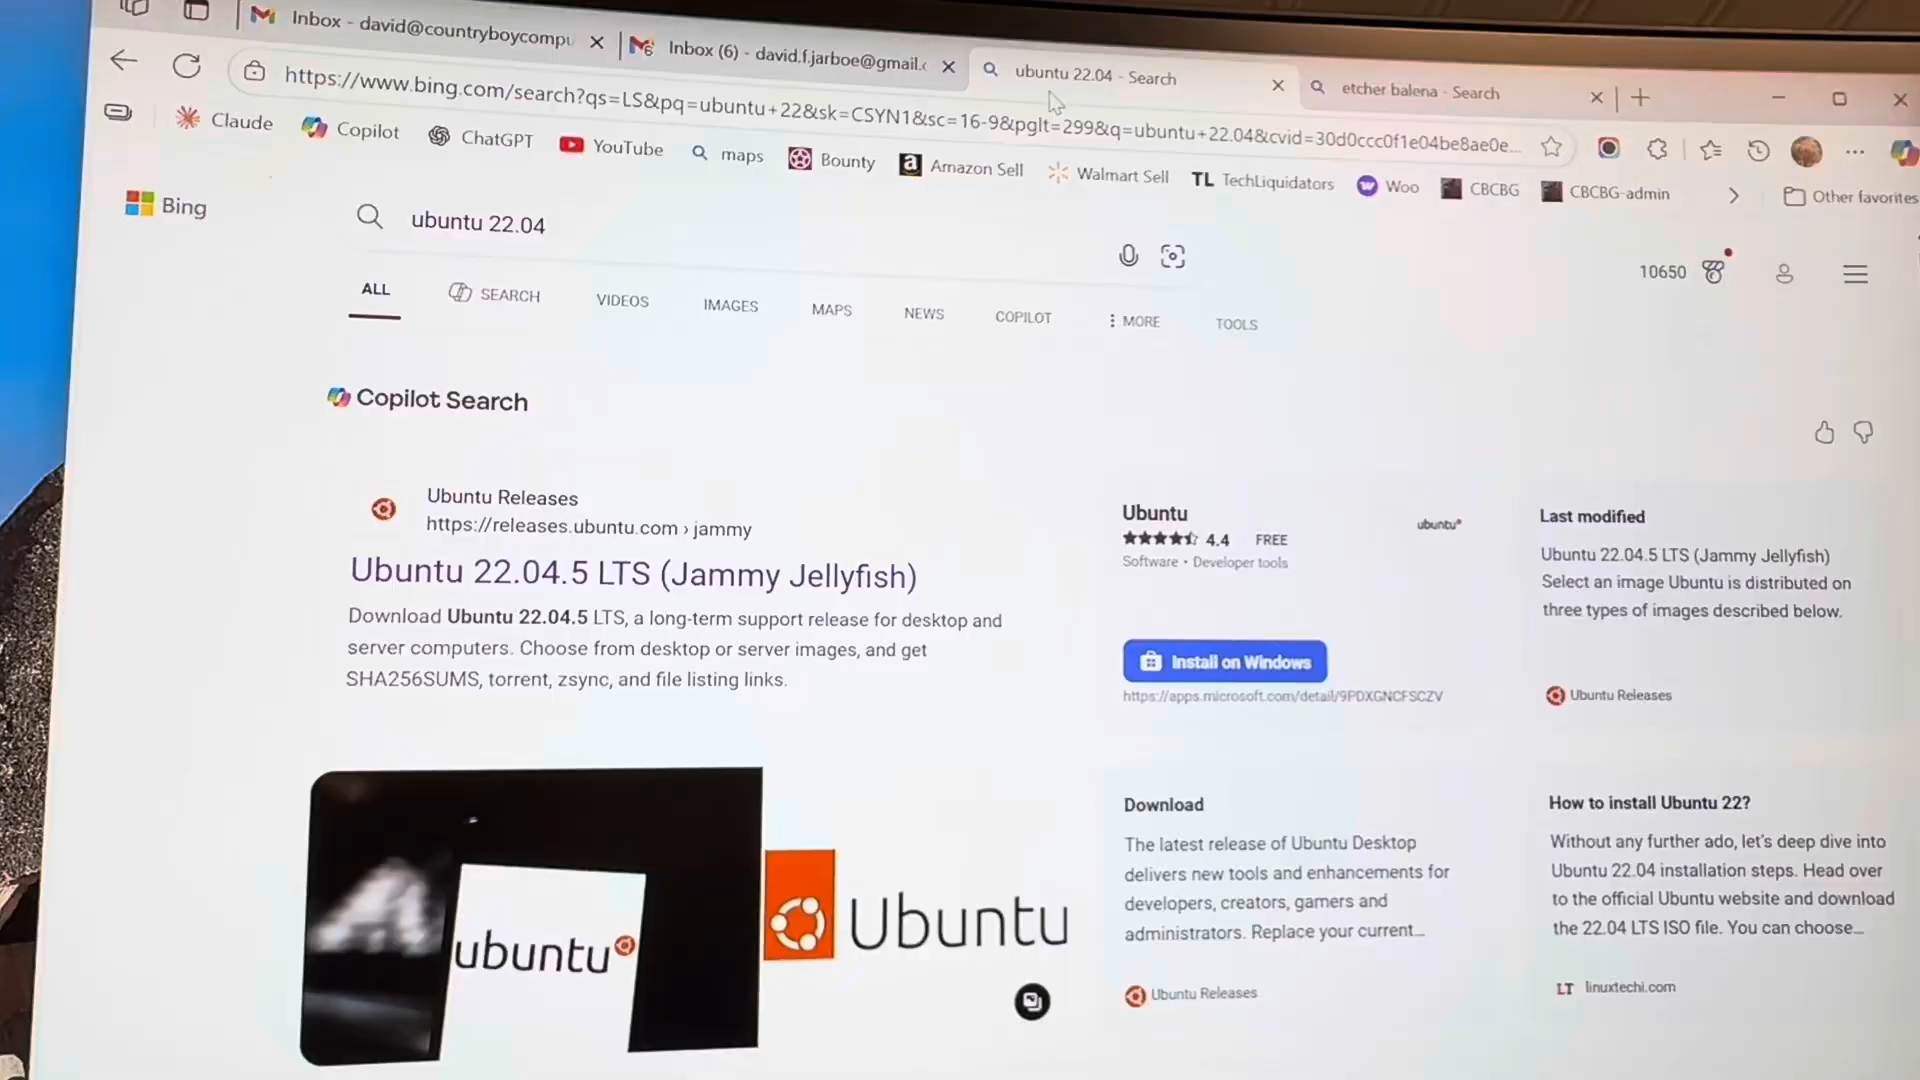 Inbox - david@countryboycompu
Inbox (6) - david.f.jarboe@gmail.c
ubuntu 22.04 - Search
etcher balena - Search
https://www.bing.com/search?qs=LS&pq=ubuntu+22&sk=CSYN1&sc=16-9&pglt=299&q=ubuntu+22.04&cvid=30d0ccc0f1e04be8ae0e...
Claude
Copilot
ChatGPT
YouTube
maps
Bounty
Amazon Sell
Walmart Sell
TL TechLiquidators
Woo
CBCBG
CBCBG-admin
Other favorites
Bing
ubuntu 22.04
10650
ALL
SEARCH
VIDEOS
IMAGES
MAPS
NEWS
COPILOT
MORE
TOOLS
Copilot Search
Ubuntu Releases
https://releases.ubuntu.com › jammy
Ubuntu 22.04.5 LTS (Jammy Jellyfish)
Download Ubuntu 22.04.5 LTS, a long-term support release for desktop and
server computers. Choose from desktop or server images, and get
SHA256SUMS, torrent, zsync, and file listing links.
Ubuntu
4.4 FREE
Software • Developer tools
ubuntu
Install on Windows
https://apps.microsoft.com/detail/9PDXGNCFSCZV
Last modified
Ubuntu 22.04.5 LTS (Jammy Jellyfish)
Select an image Ubuntu is distributed on
three types of images described below.
Ubuntu Releases
ubuntu
Ubuntu
Download
The latest release of Ubuntu Desktop
delivers new tools and enhancements for
developers, creators, gamers and
administrators. Replace your current...
Ubuntu Releases
How to install Ubuntu 22?
Without any further ado, let's deep dive into
Ubuntu 22.04 installation steps. Head over
to the official Ubuntu website and download
the 22.04 LTS ISO file. You can choose...
LT linuxtechi.com